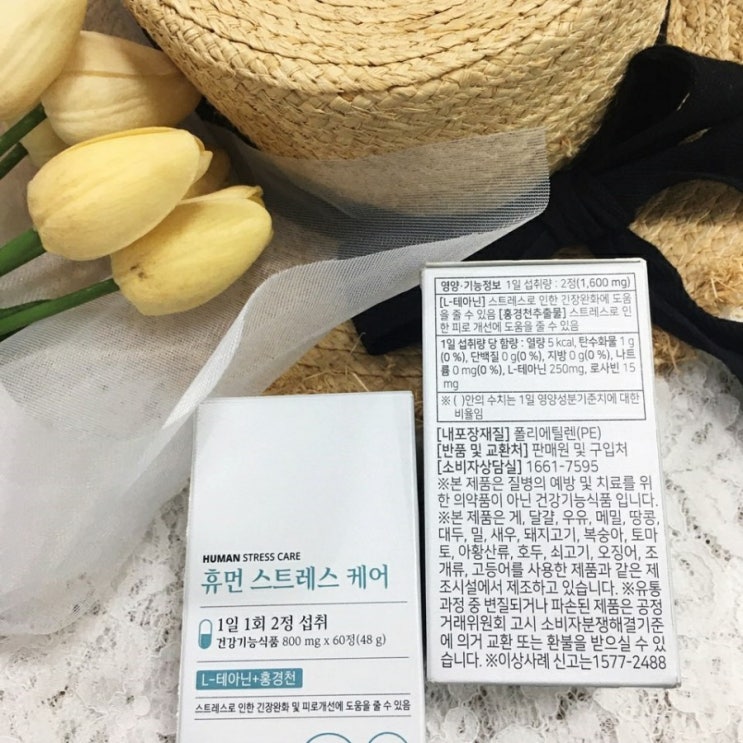 HUMAN STRESS CARE
휴먼 스트레스 케어
1일 1회 2정 섭취
건강기능식품 800 mg x 60정(48 g)
L-테아닌+홍경천
스트레스로 인한 긴장완화 및 피로개선에 도움을 줄 수 있음
영양·기능정보 1일 섭취량 : 2정(1,600 mg)
[L-테아닌] 스트레스로 인한 긴장완화에 도움
을 줄 수 있음 [홍경천추출물] 스트레스로 인
한 피로 개선에 도움을 줄 수 있음
1일 섭취량 당 함량 : 열량 5 kcal, 탄수화물 1 g
(0 %), 단백질 0 g(0 %), 지방 0 g(0 %), 나트
륨 0 mg(0 %), L-테아닌 250mg, 로사빈 15
mg
※ ( )안의 수치는 1일 영양성분기준치에 대한
비율임
[내포장재질] 폴리에틸렌(PE)
[반품 및 교환처] 판매원 및 구입처
[소비자상담실] 1661-7595
※본 제품은 질병의 예방 및 치료를 위
한 의약품이 아닌 건강기능식품 입니다.
※본 제품은 게, 달걀, 우유, 메밀, 땅콩,
대두, 밀, 새우, 돼지고기, 복숭아, 토마
토, 아황산류, 호두, 쇠고기, 오징어, 조
개류, 고등어를 사용한 제품과 같은 제
조시설에서 제조하고 있습니다. ※유통
과정 중 변질되거나 파손된 제품은 공정
거래위원회 고시 소비자분쟁해결기준
에 의거 교환 또는 환불을 받으실 수 있
습니다. ※이상사례 신고는1577-2488